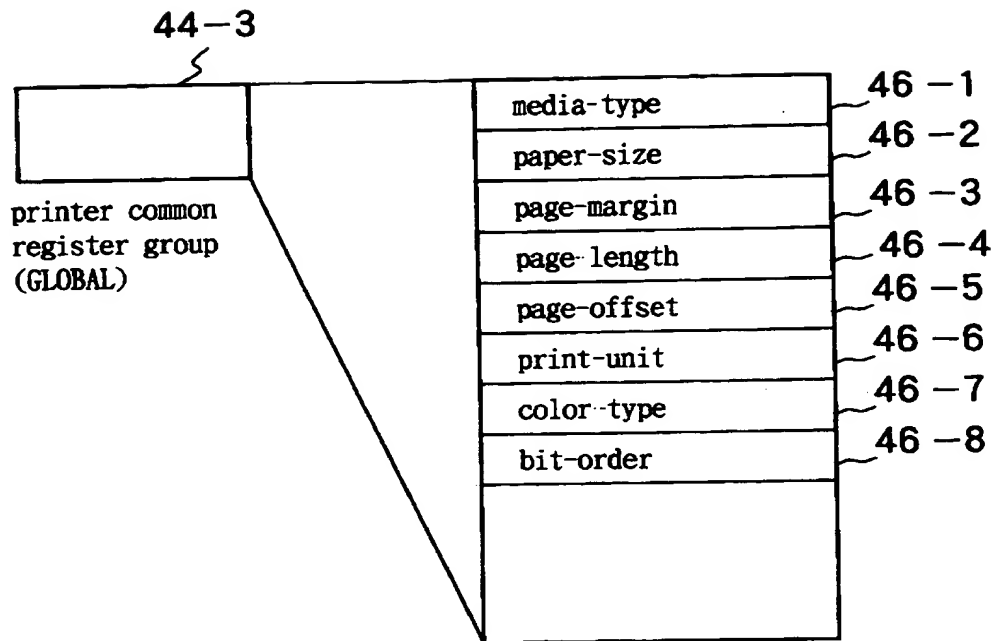 44-3
media-type 46-1
paper-size 46-2
page-margin 46-3
page-length 46-4
page-offset 46-5
print-unit 46-6
color-type 46-7
bit-order 46-8
printer common
register group
(GLOBAL)